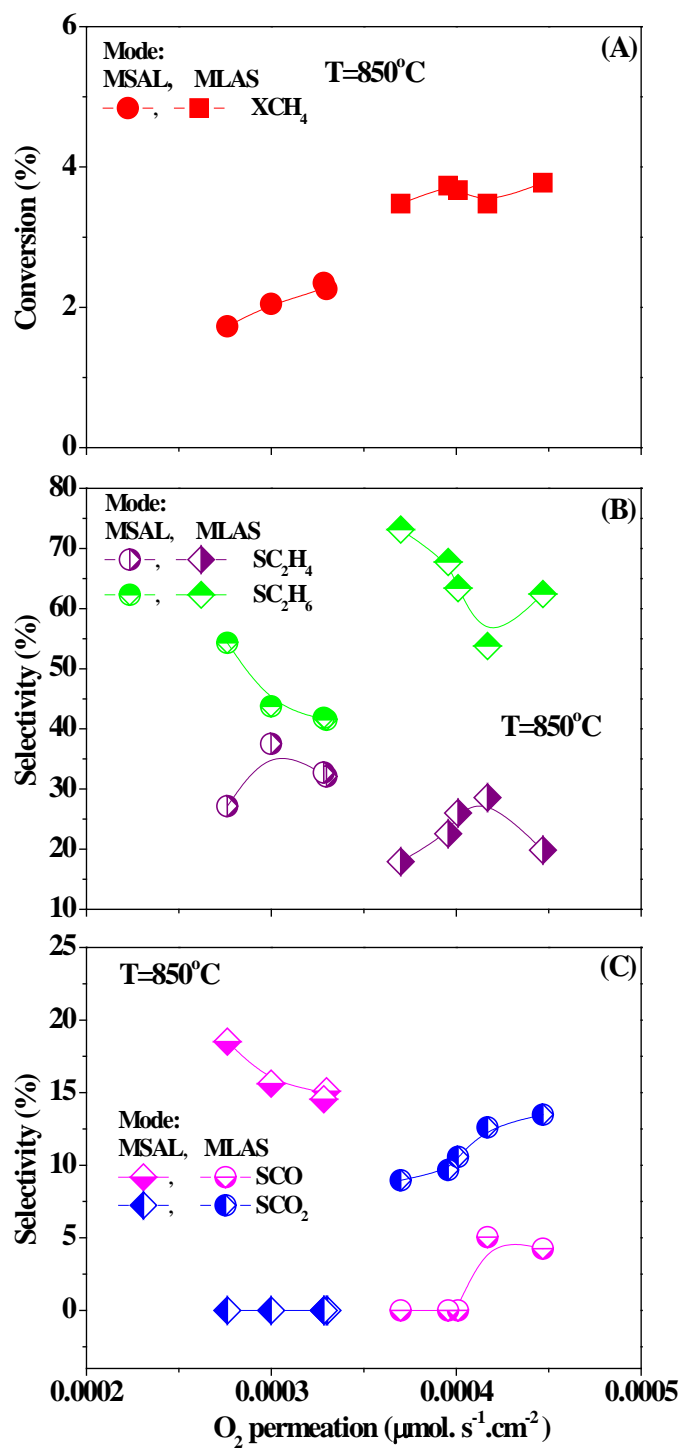 6
(A)
Mode:
T=850°C
MSAL, MLAS
, XCH₄
4
2
0
Conversion (%)
80
(B)
Mode:
MSAL, MLAS
70
, SC₂H₄
, SC₂H₆
60
50
40
T=850°C
30
20
10
Selectivity (%)
25
(C)
T=850°C
20
15
Mode:
MSAL, MLAS
10
, SCO
, SCO₂
5
0
Selectivity (%)
0.0002 0.0003 0.0004 0.0005
O₂ permeation (μmol. s⁻¹.cm⁻²)